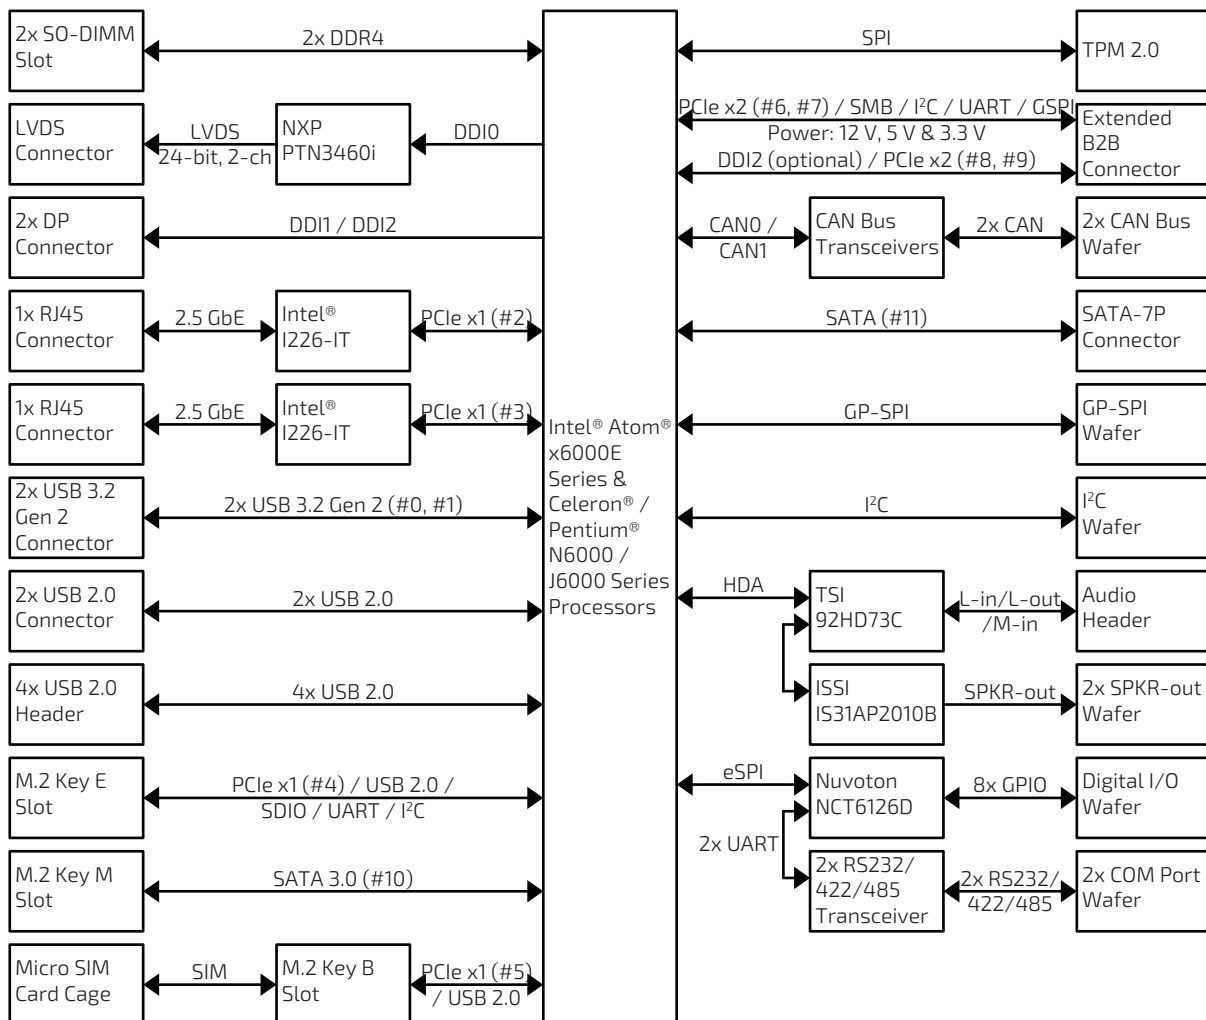 2x SO-DIMM
Slot
2x DDR4
LVDS
Connector
LVDS
24-bit, 2-ch
NXP
PTN3460i
DDI0
2x DP
Connector
DDI1 / DDI2
1x RJ45
Connector
2.5 GbE
Intel®
I226-IT
PCIe x1 (#2)
1x RJ45
Connector
2.5 GbE
Intel®
I226-IT
PCIe x1 (#3)
2x USB 3.2
Gen 2
Connector
2x USB 3.2 Gen 2 (#0, #1)
2x USB 2.0
Connector
2x USB 2.0
4x USB 2.0
Header
4x USB 2.0
M.2 Key E
Slot
PCIe x1 (#4) / USB 2.0 /
SDIO / UART / I²C
M.2 Key M
Slot
SATA 3.0 (#10)
Micro SIM
Card Cage
SIM
M.2 Key B
Slot
PCIe x1 (#5)
/ USB 2.0
Intel® Atom®
x6000E
Series &
Celeron® /
Pentium®
N6000 /
J6000 Series
Processors
SPI
TPM 2.0
PCIe x2 (#6, #7) / SMB / I²C / UART / GSPI
Power: 12 V, 5 V & 3.3 V
DDI2 (optional) / PCIe x2 (#8, #9)
Extended
B2B
Connector
CAN0 /
CAN1
CAN Bus
Transceivers
2x CAN
2x CAN Bus
Wafer
SATA (#11)
SATA-7P
Connector
GP-SPI
GP-SPI
Wafer
I²C
I²C
Wafer
HDA
TSI
92HD73C
L-in/L-out
/M-in
Audio
Header
ISSI
IS31AP2010B
SPKR-out
2x SPKR-out
Wafer
eSPI
Nuvoton
NCT6126D
8x GPIO
Digital I/O
Wafer
2x UART
2x RS232/
422/485
Transceiver
2x RS232/
422/485
2x COM Port
Wafer